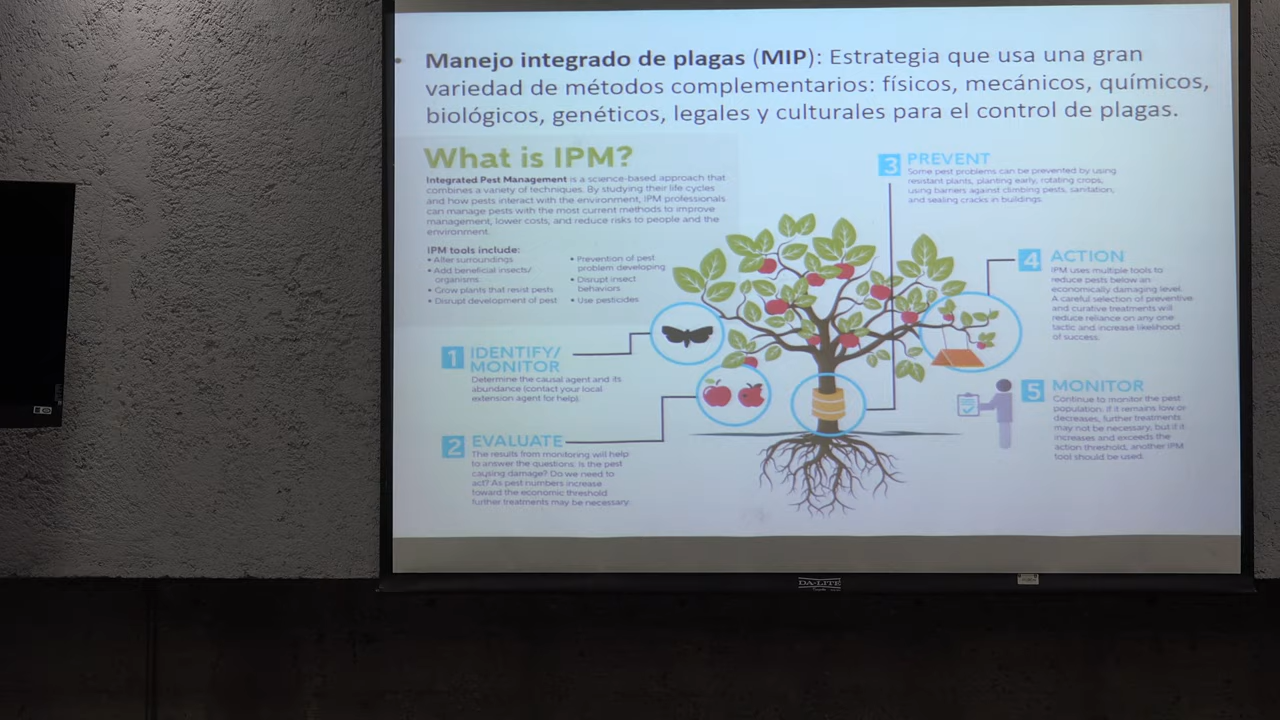 • Manejo integrado de plagas (MIP): Estrategia que usa una gran
variedad de métodos complementarios: físicos, mecánicos, químicos,
biológicos, genéticos, legales y culturales para el control de plagas.
What is IPM?
Integrated Pest Management is a science-based approach that
combines a variety of techniques. By studying their life cycles
and how pests interact with the environment, IPM professionals
can manage pests with the most current methods to improve
management, lower costs, and reduce risks to people and the
environment.
IPM tools include:
• Alter surroundings
• Add beneficial insects/
organisms
• Grow plants that resist pests
• Disrupt development of pest
• Prevention of pest
problem developing
• Disrupt insect
behaviors
• Use pesticides
1 IDENTIFY/
MONITOR
Determine the causal agent and its
abundance (contact your local
extension agent for help).
2 EVALUATE
The results from monitoring will help
to answer the questions: Is the pest
causing damage? Do we need to
act? As pest numbers increase
toward the economic threshold
further treatments may be necessary.
3 PREVENT
Some pest problems can be prevented by using
resistant plants, planting early, rotating crops,
using barriers against climbing pests, sanitation,
and sealing cracks in buildings.
4 ACTION
IPM uses multiple tools to
reduce pests below an
economically damaging level.
A careful selection of preventive
and curative treatments will
reduce reliance on any one
tactic and increase likelihood
of success.
5 MONITOR
Continue to monitor the pest
population. If it remains low or
decreases, further treatments
may not be necessary, but if it
increases and exceeds the
action threshold, another IPM
tool should be used.
DA-LITE